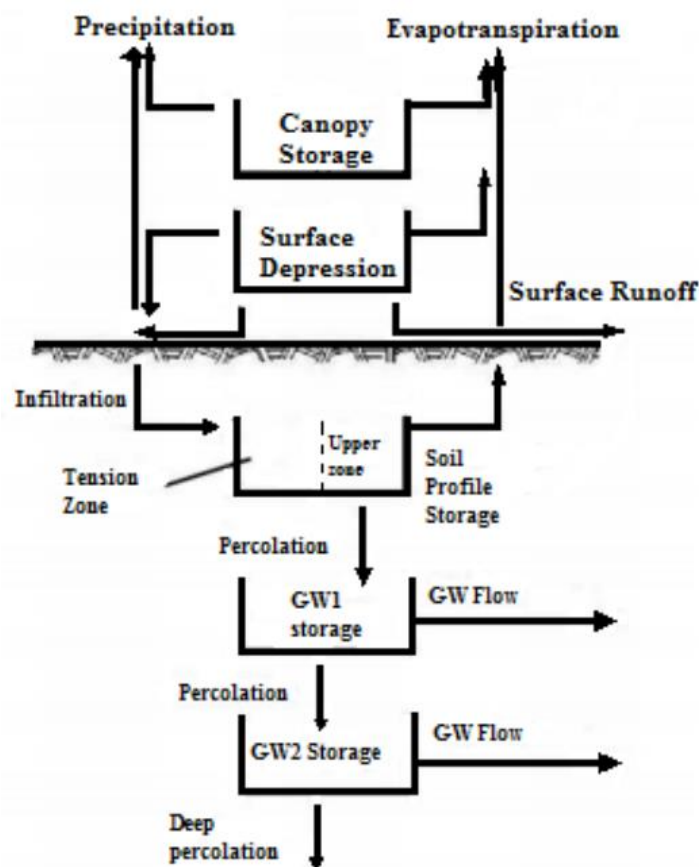 Precipitation
Evapotranspiration
Canopy
Storage
Surface
Depression
Surface Runoff
Infiltration
Upper
zone
Tension
Zone
Soil
Profile
Storage
Percolation
GW1
storage
GW Flow
Percolation
GW2 Storage
GW Flow
Deep
percolation